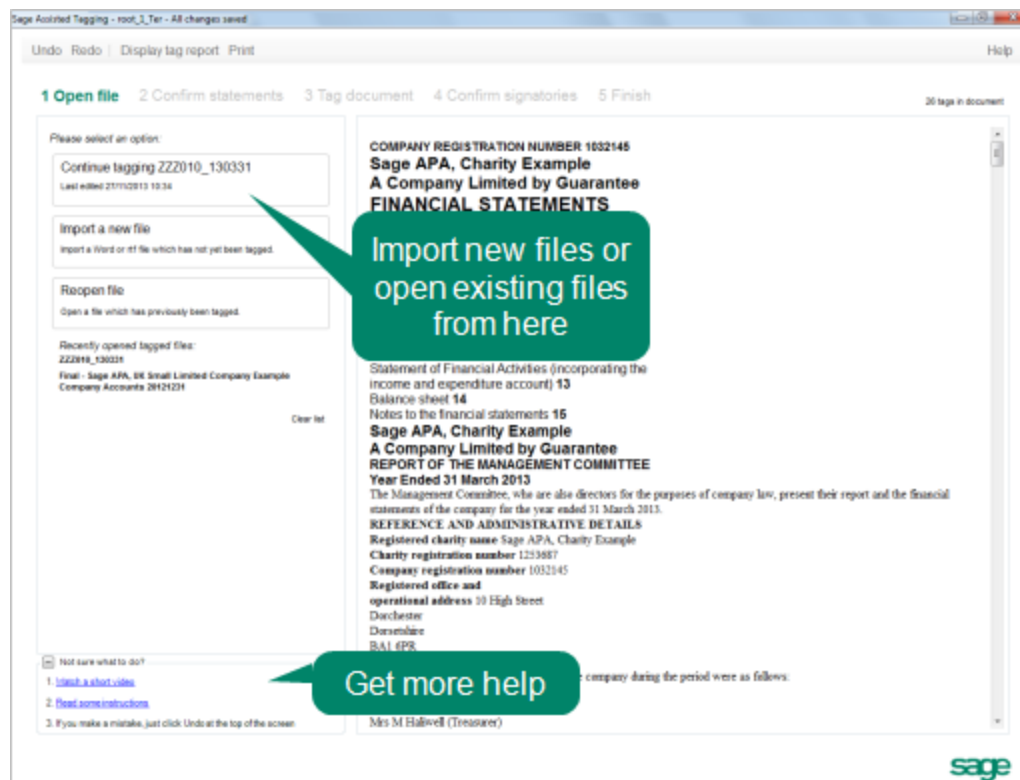 Sage Assisted Tagging - root_1_Ter - All changes saved
Undo Redo | Display tag report Print
Help
1 Open file 2 Confirm statements 3 Tag document 4 Confirm signatories 5 Finish
20 tags in document
Please select an option:
Continue tagging ZZZ010_130331
Last edited 27/11/2013 10:34
Import a new file
Import a Word or rtf file which has not yet been tagged.
Reopen file
Open a file which has previously been tagged.
Recently opened tagged files:
ZZZ010_130331
Final - Sage APA, UK Small Limited Company Example
Company Accounts 20121231
Clear list
Not sure what to do?
1. Watch a short video
2. Read some instructions
3. If you make a mistake, just click Undo at the top of the screen
COMPANY REGISTRATION NUMBER 1032145
Sage APA, Charity Example
A Company Limited by Guarantee
FINANCIAL STATEMENTS
Import new files or
open existing files
from here
Statement of Financial Activities (incorporating the
income and expenditure account) 13
Balance sheet 14
Notes to the financial statements 15
Sage APA, Charity Example
A Company Limited by Guarantee
REPORT OF THE MANAGEMENT COMMITTEE
Year Ended 31 March 2013
The Management Committee, who are also directors for the purposes of company law, present their report and the financial
statements of the company for the year ended 31 March 2013.
REFERENCE AND ADMINISTRATIVE DETAILS
Registered charity name Sage APA, Charity Example
Charity registration number 1253687
Company registration number 1032145
Registered office and
operational address 10 High Street
Dorchester
Dorsetshire
BA1 6PR
Get more help
company during the period were as follows:
Mrs M Haliwell (Treasurer)
sage